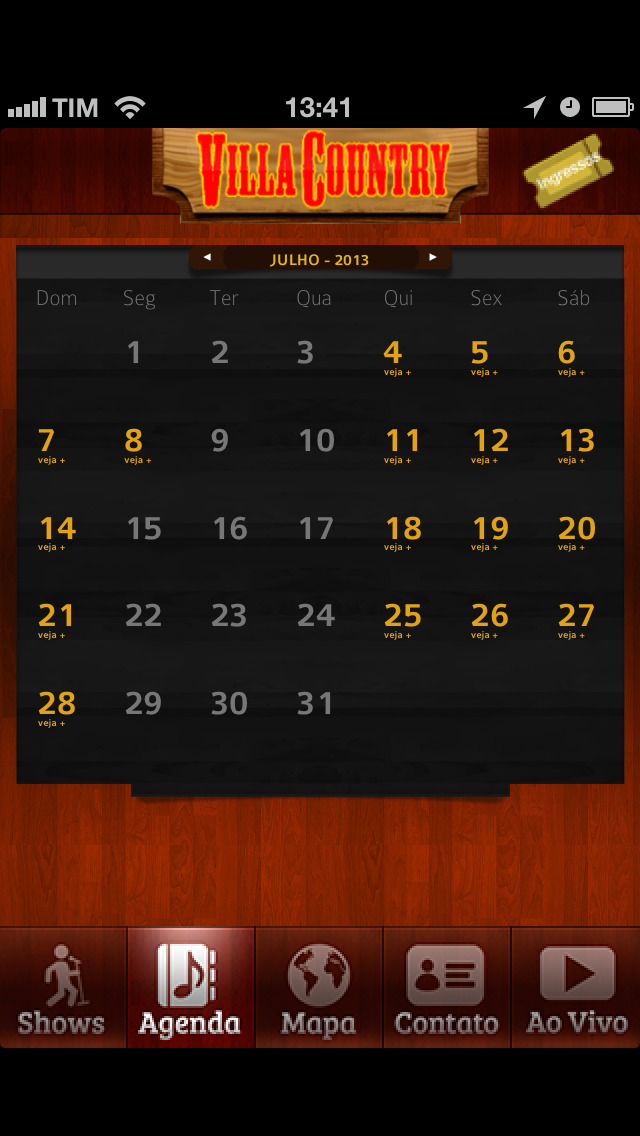 TIM 13:41
VILLA COUNTRY
Ingressos
JULHO - 2013
Dom Seg Ter Qua Qui Sex Sáb
1 2 3 4 5 6
veja + veja + veja +
7 8 9 10 11 12 13
veja + veja + veja + veja + veja +
14 15 16 17 18 19 20
veja + veja + veja + veja +
21 22 23 24 25 26 27
veja + veja + veja + veja +
28 29 30 31
veja +
Shows Agenda Mapa Contato Ao Vivo